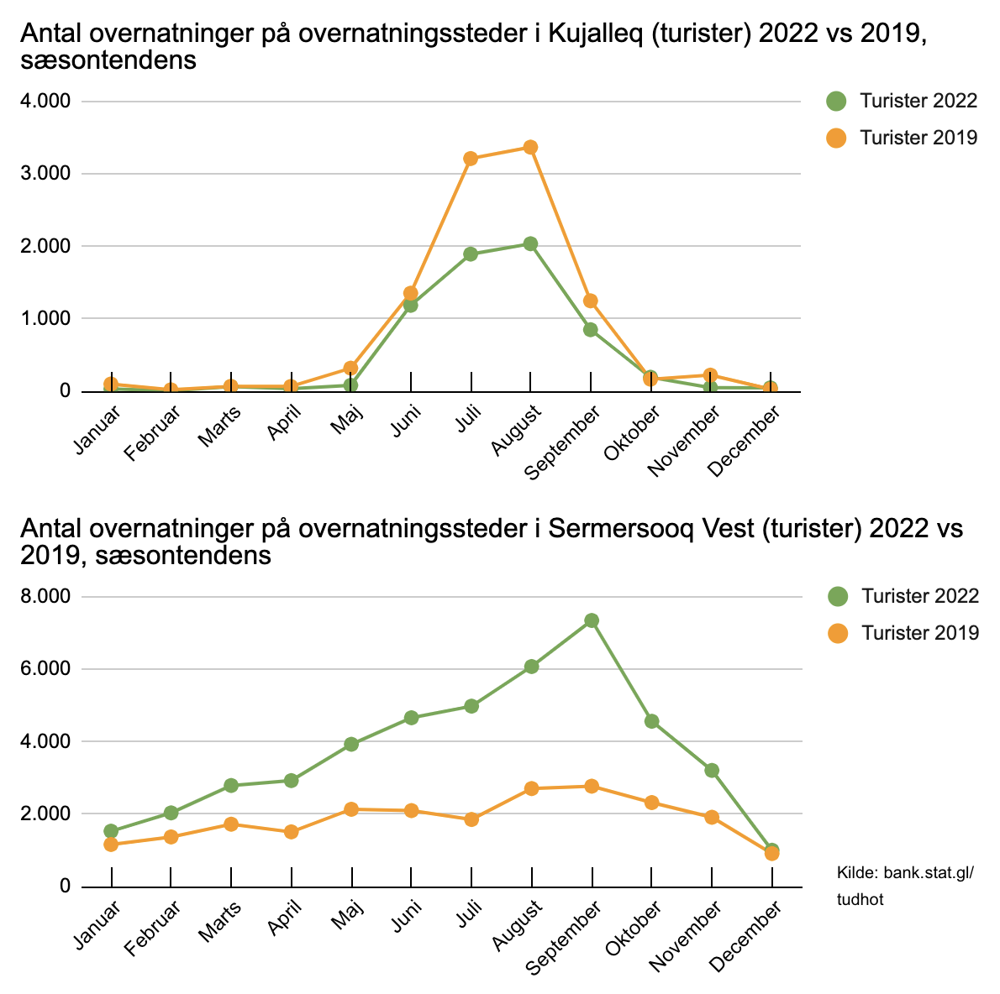 Antal overnatninger på overnatningssteder i Kujalleq (turister) 2022 vs 2019,
sæsontendens
4.000
3.000
2.000
1.000
0
Turister 2022
Turister 2019
Januar
Februar
Marts
April
Maj
Juni
Juli
August
September
Oktober
November
December
Antal overnatninger på overnatningssteder i Sermersooq Vest (turister) 2022 vs
2019, sæsontendens
8.000
6.000
4.000
2.000
0
Turister 2022
Turister 2019
Januar
Februar
Marts
April
Maj
Juni
Juli
August
September
Oktober
November
December
Kilde: bank.stat.gl/
tudhot